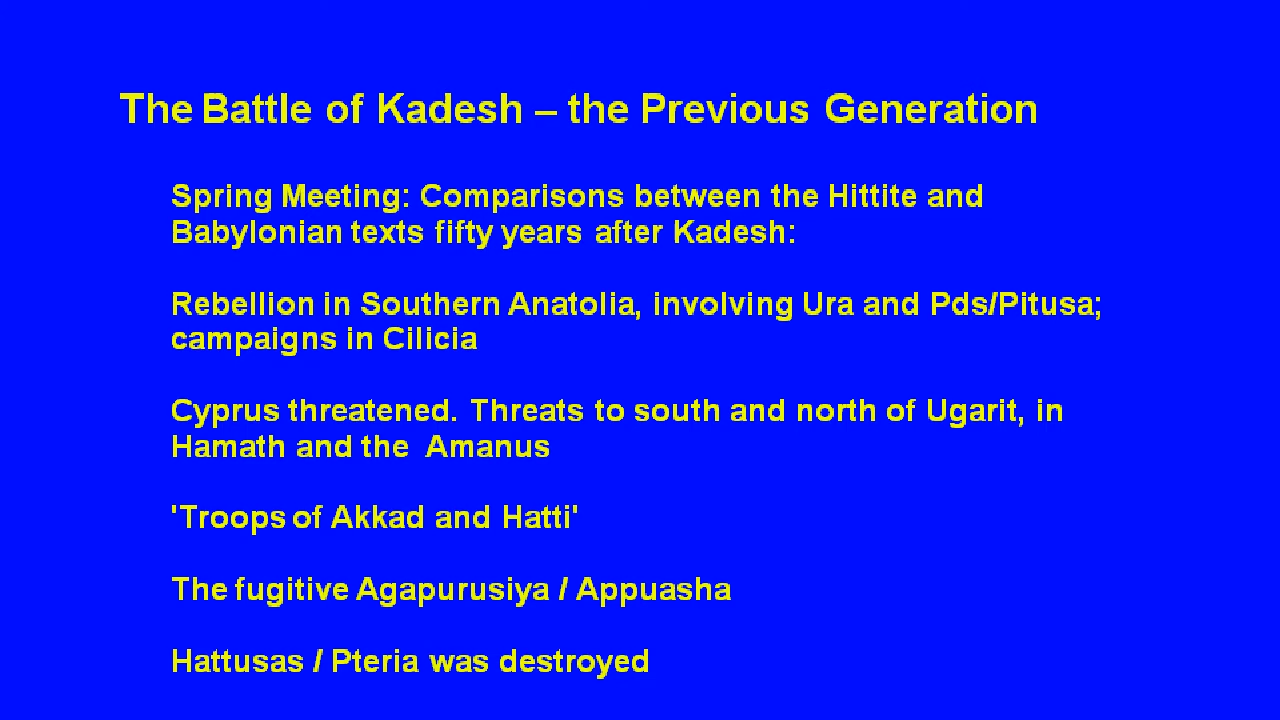 The Battle of Kadesh – the Previous Generation
Spring Meeting: Comparisons between the Hittite and
Babylonian texts fifty years after Kadesh:
Rebellion in Southern Anatolia, involving Ura and Pds/Pitusa;
campaigns in Cilicia
Cyprus threatened. Threats to south and north of Ugarit, in
Hamath and the Amanus
'Troops of Akkad and Hatti'
The fugitive Agapurusiya / Appuasha
Hattusas / Pteria was destroyed